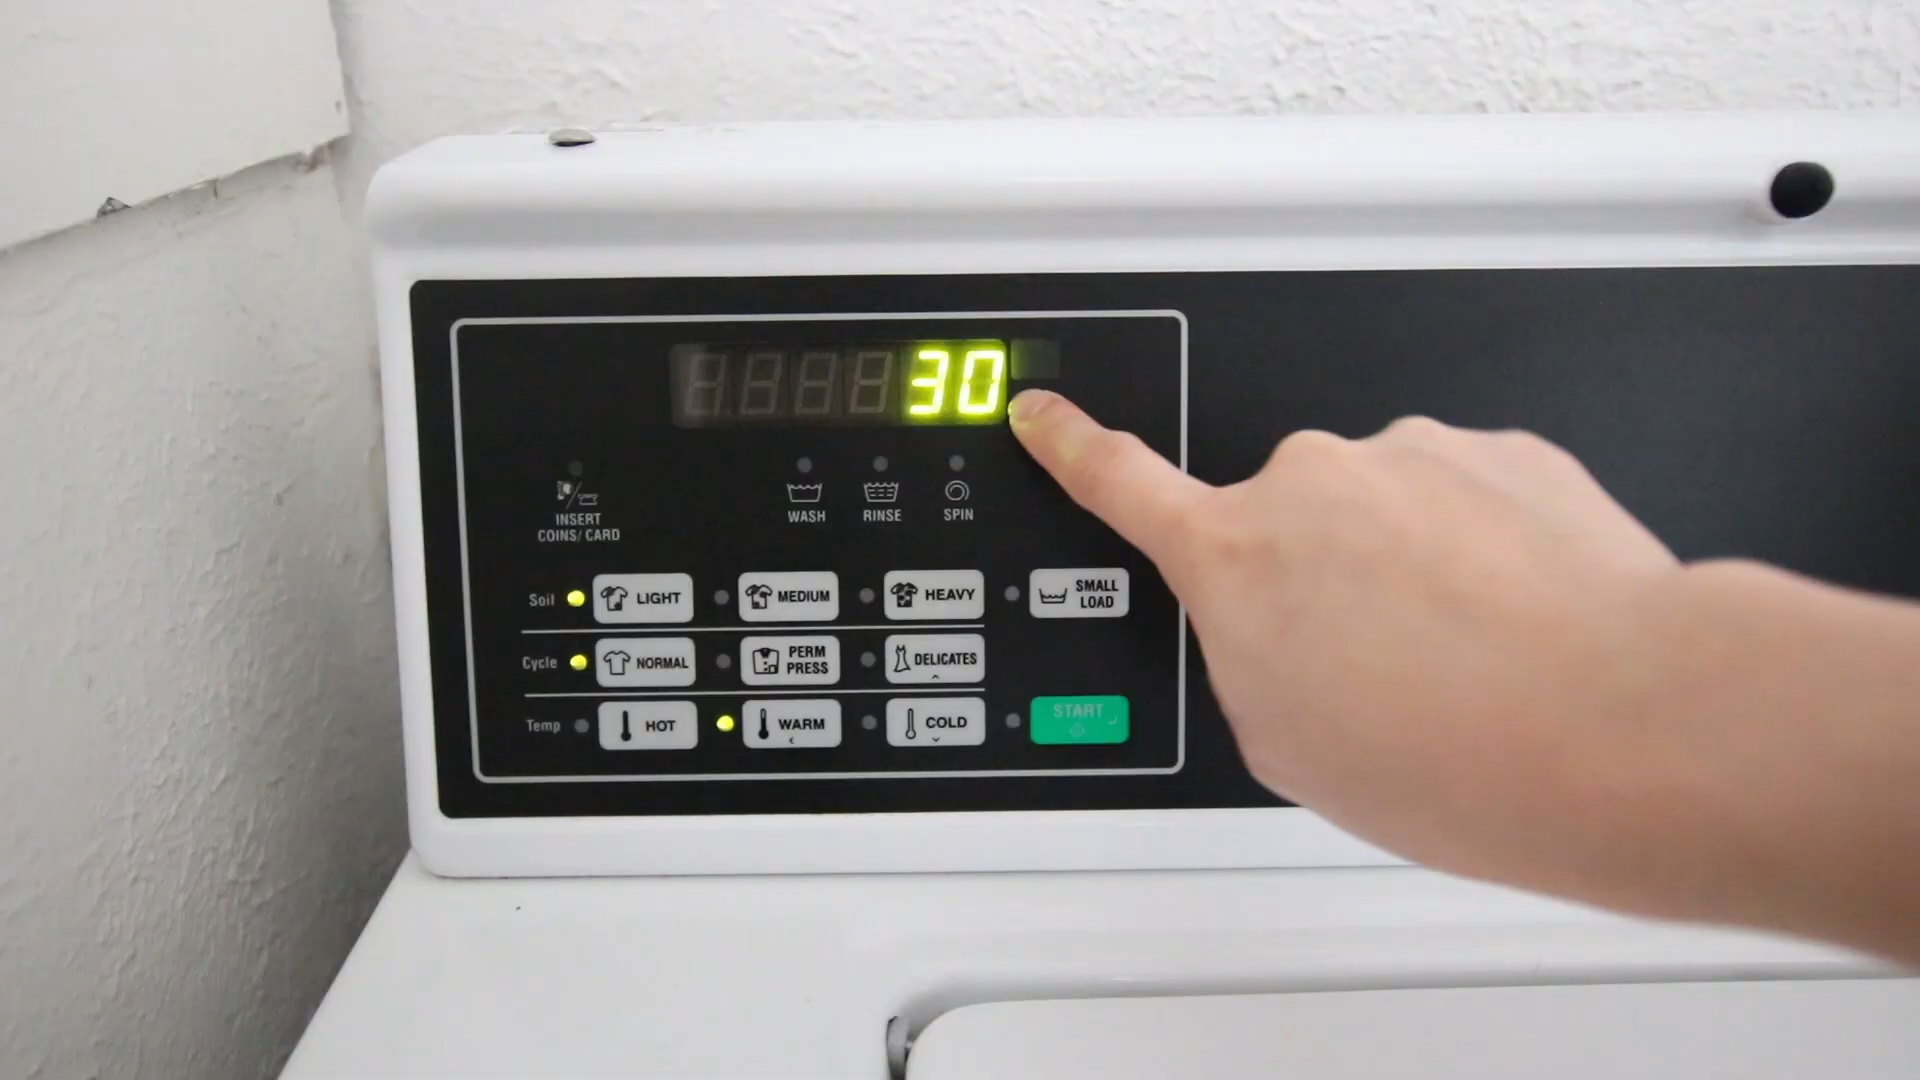 30
WASH
RINSE
SPIN
INSERT
COINS/ CARD
Soil
LIGHT
MEDIUM
HEAVY
SMALL
LOAD
Cycle
NORMAL
PERM
PRESS
DELICATES
Temp
HOT
WARM
COLD
START